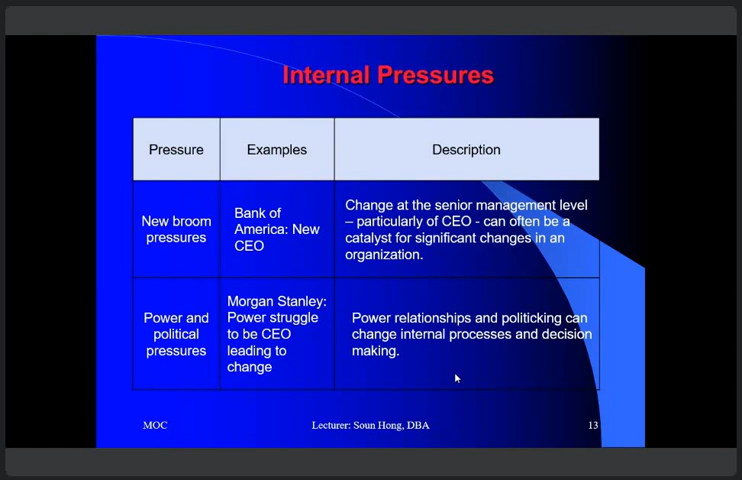 Internal Pressures
Pressure
Examples
Description
New broom
pressures
Bank of
America: New
CEO
Change at the senior management level
– particularly of CEO - can often be a
catalyst for significant changes in an
organization.
Power and
political
pressures
Morgan Stanley:
Power struggle
to be CEO
leading to
change
Power relationships and politicking can
change internal processes and decision
making.
MOC
Lecturer: Soun Hong, DBA
13